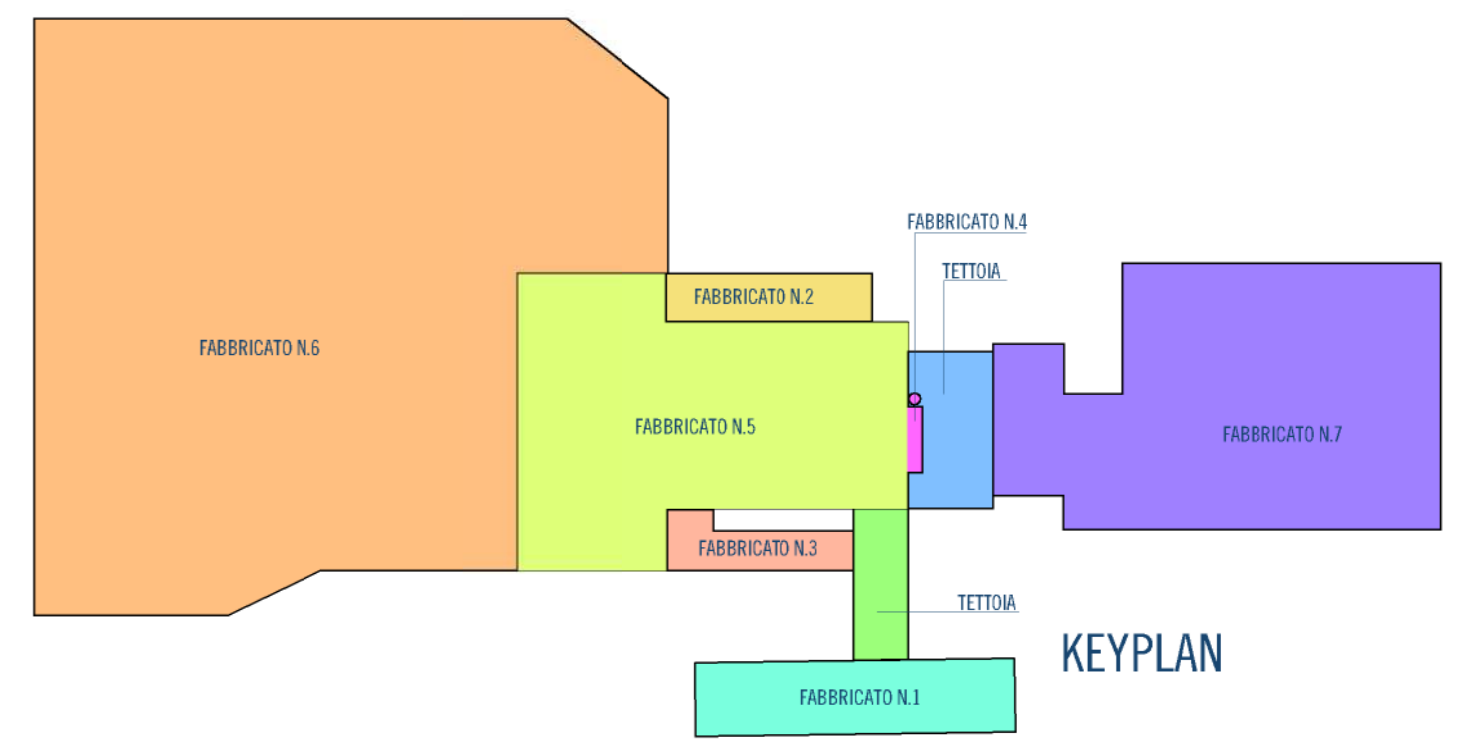 FABBRICATO N.4
TETTOIA
FABBRICATO N.2
FABBRICATO N.6
FABBRICATO N.5
FABBRICATO N.7
FABBRICATO N.3
TETTOIA
KEYPLAN
FABBRICATO N.1